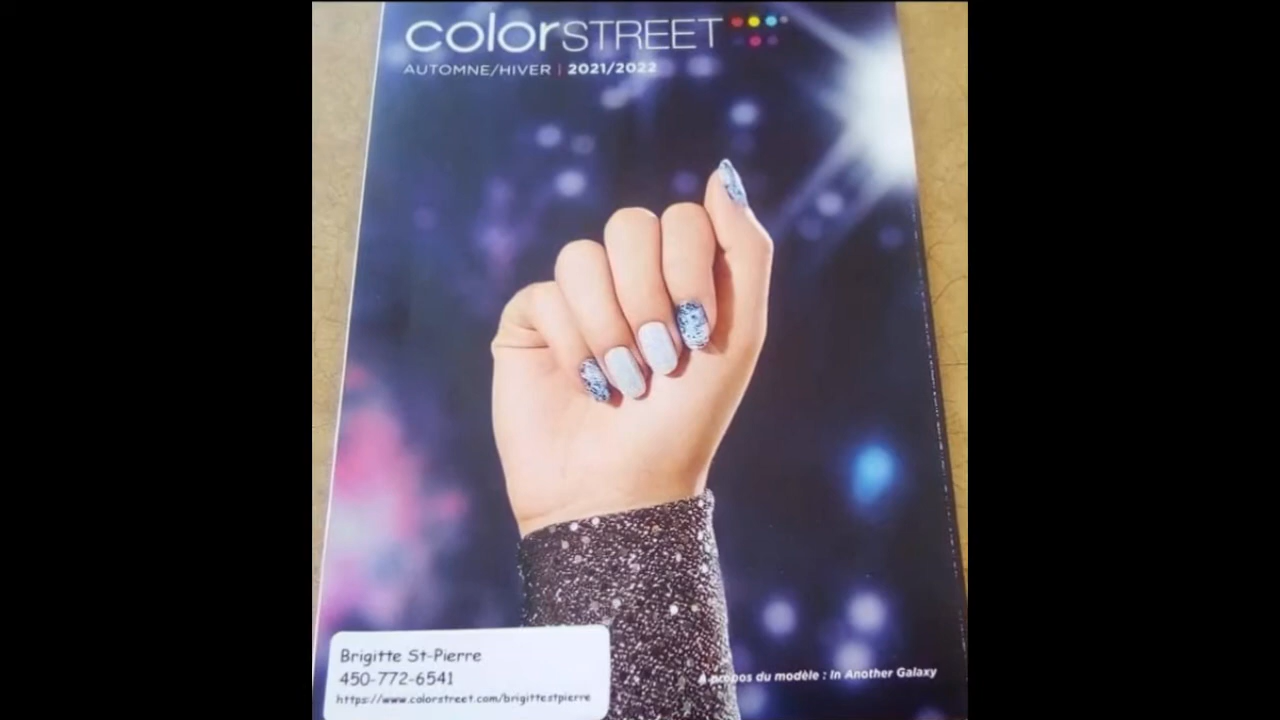 colorSTREET
AUTOMNE/HIVER | 2021/2022
Brigitte St-Pierre
450-772-6541
https://www.colorstreet.com/brigittestpierre
À propos du modèle : In Another Galaxy